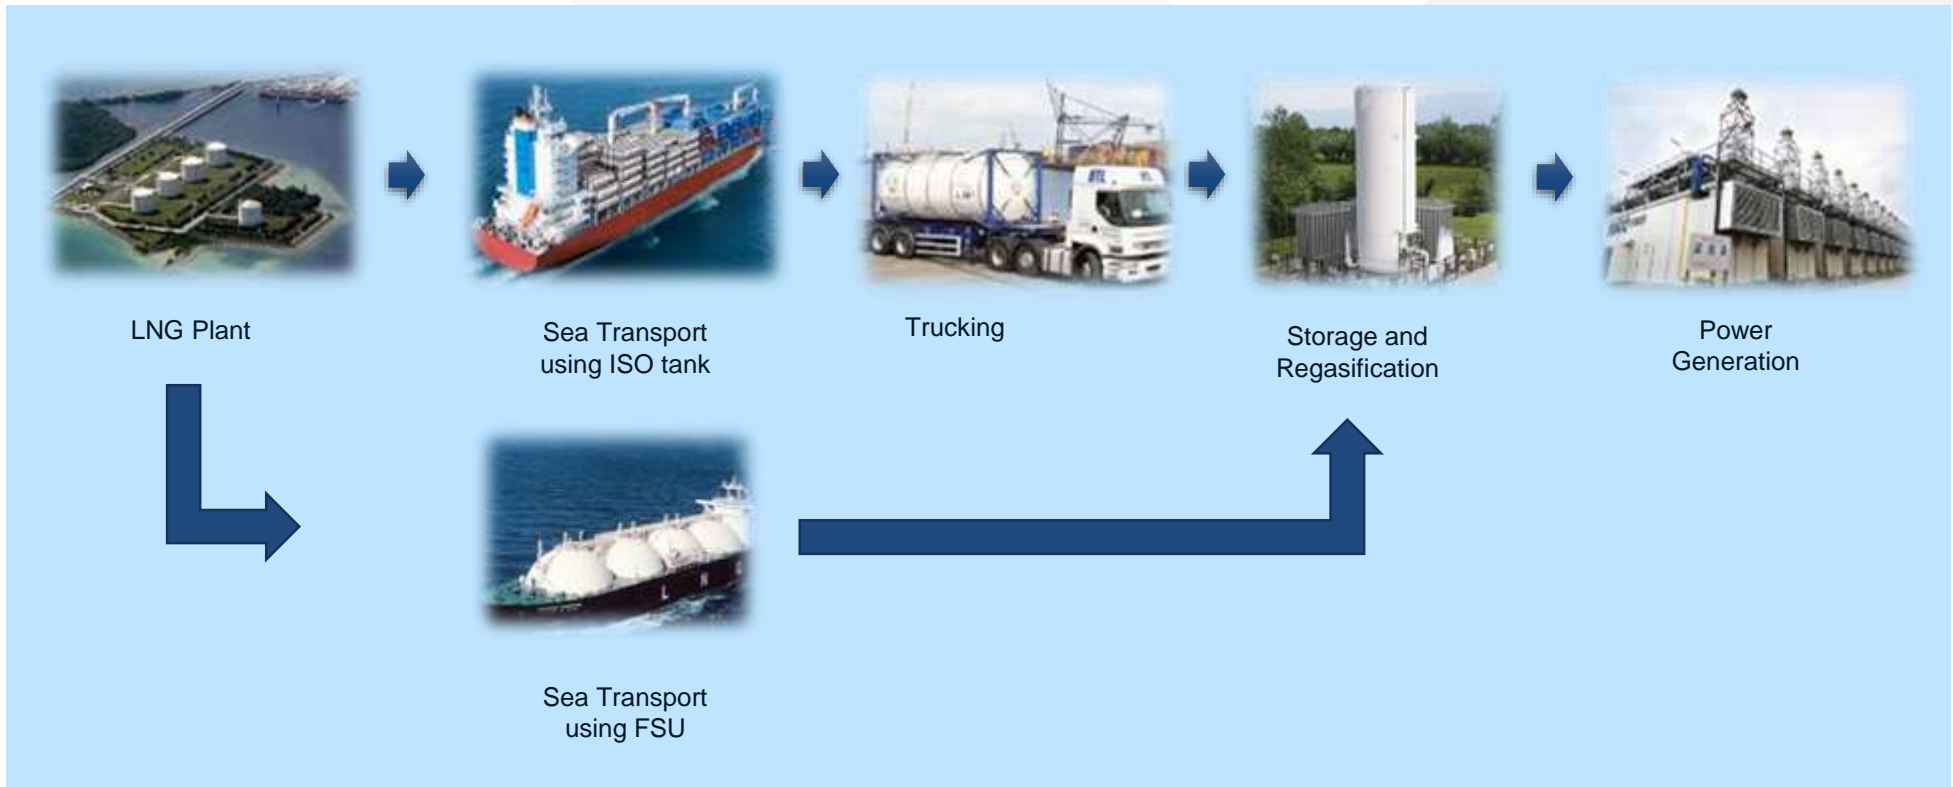 LNG Plant
Sea Transport
using ISO tank
Trucking
Storage and
Regasification
Power
Generation
L N
Sea Transport
using FSU